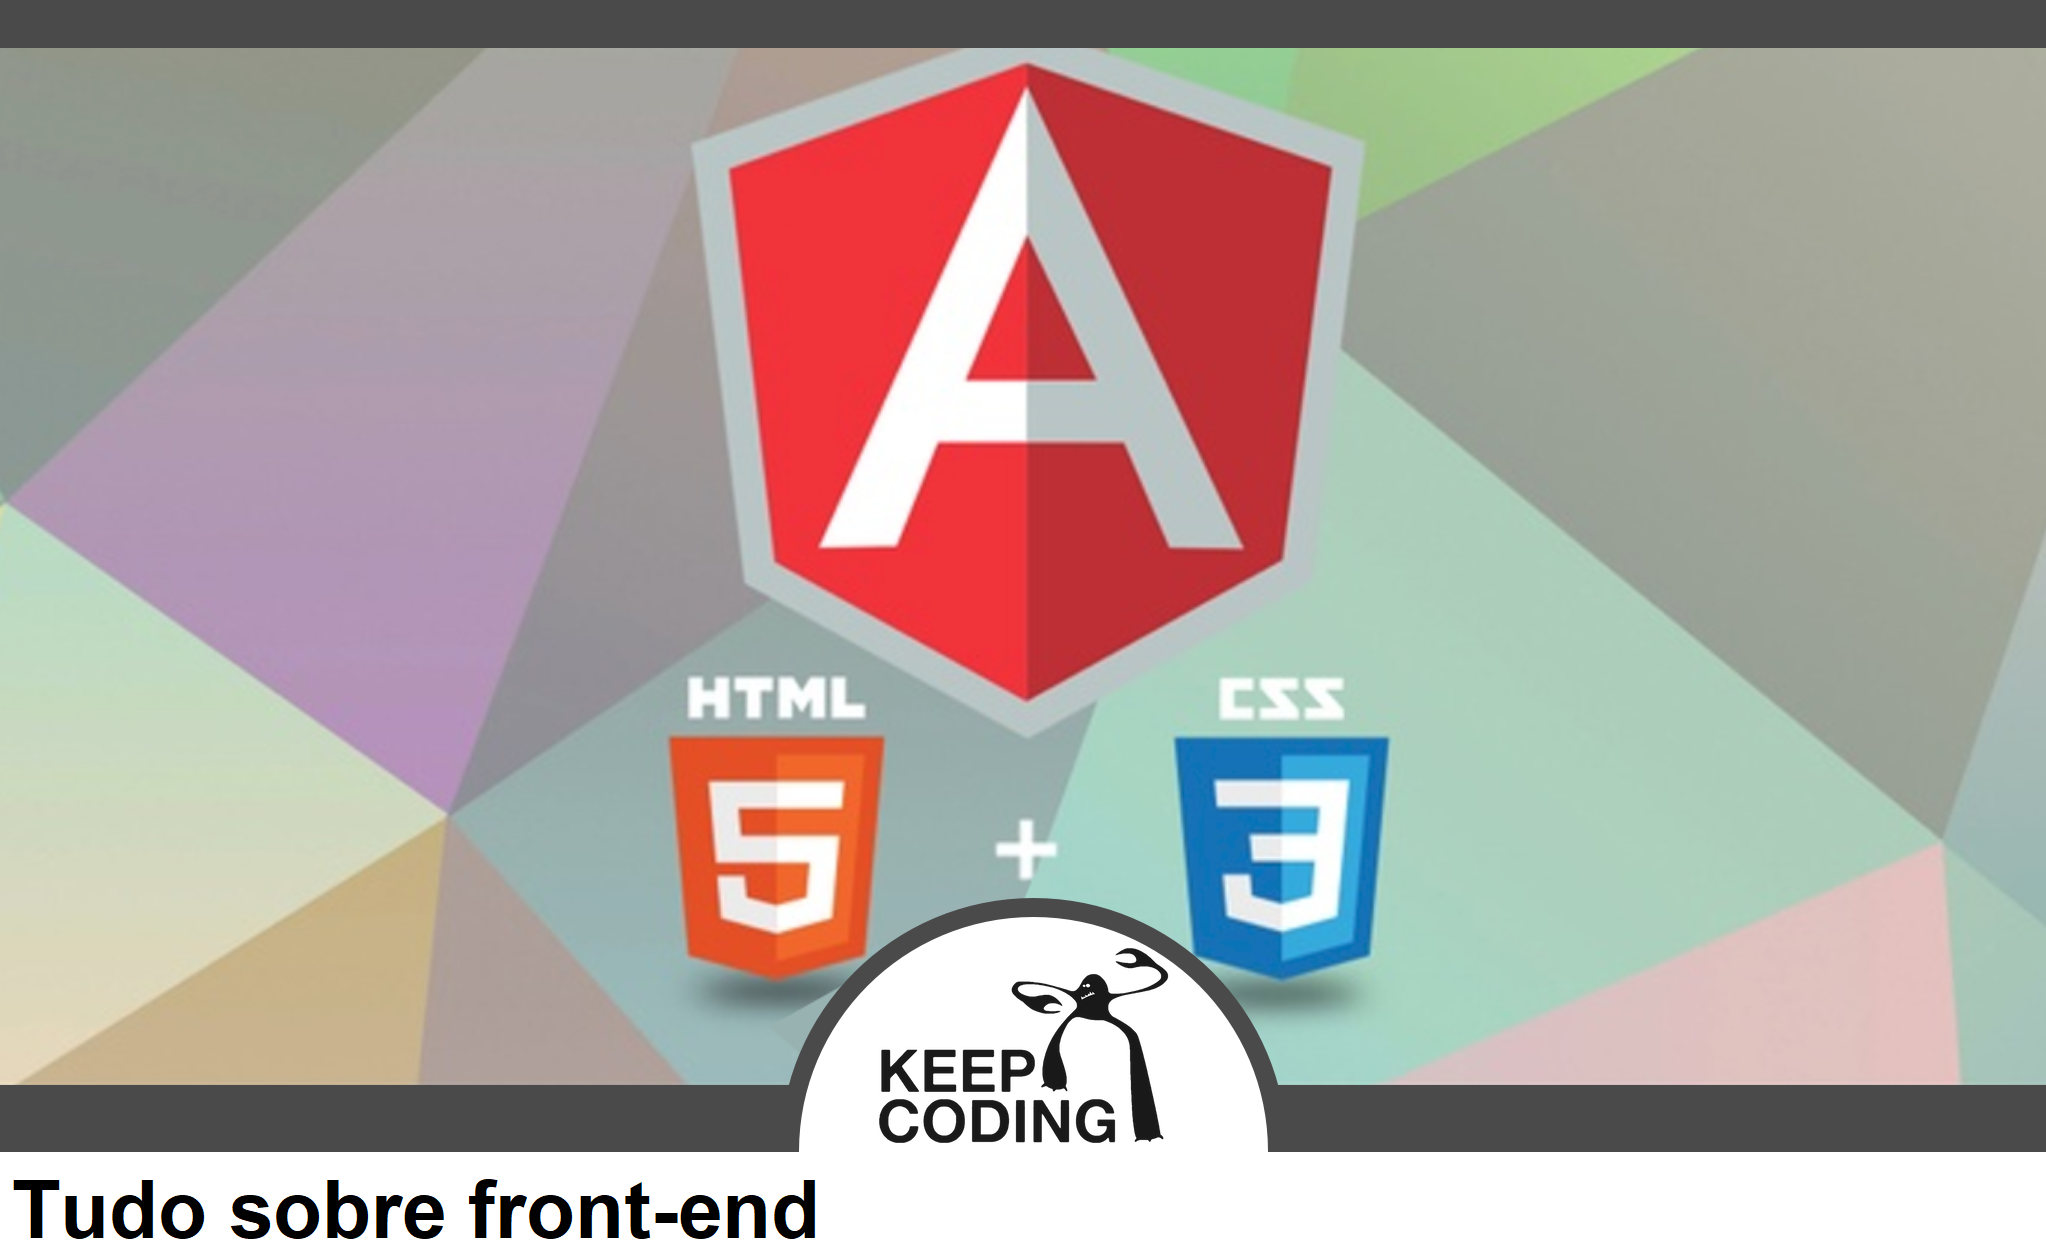 A
HTML CSS
5 + 3
KEEP
CODING
Tudo sobre front-end